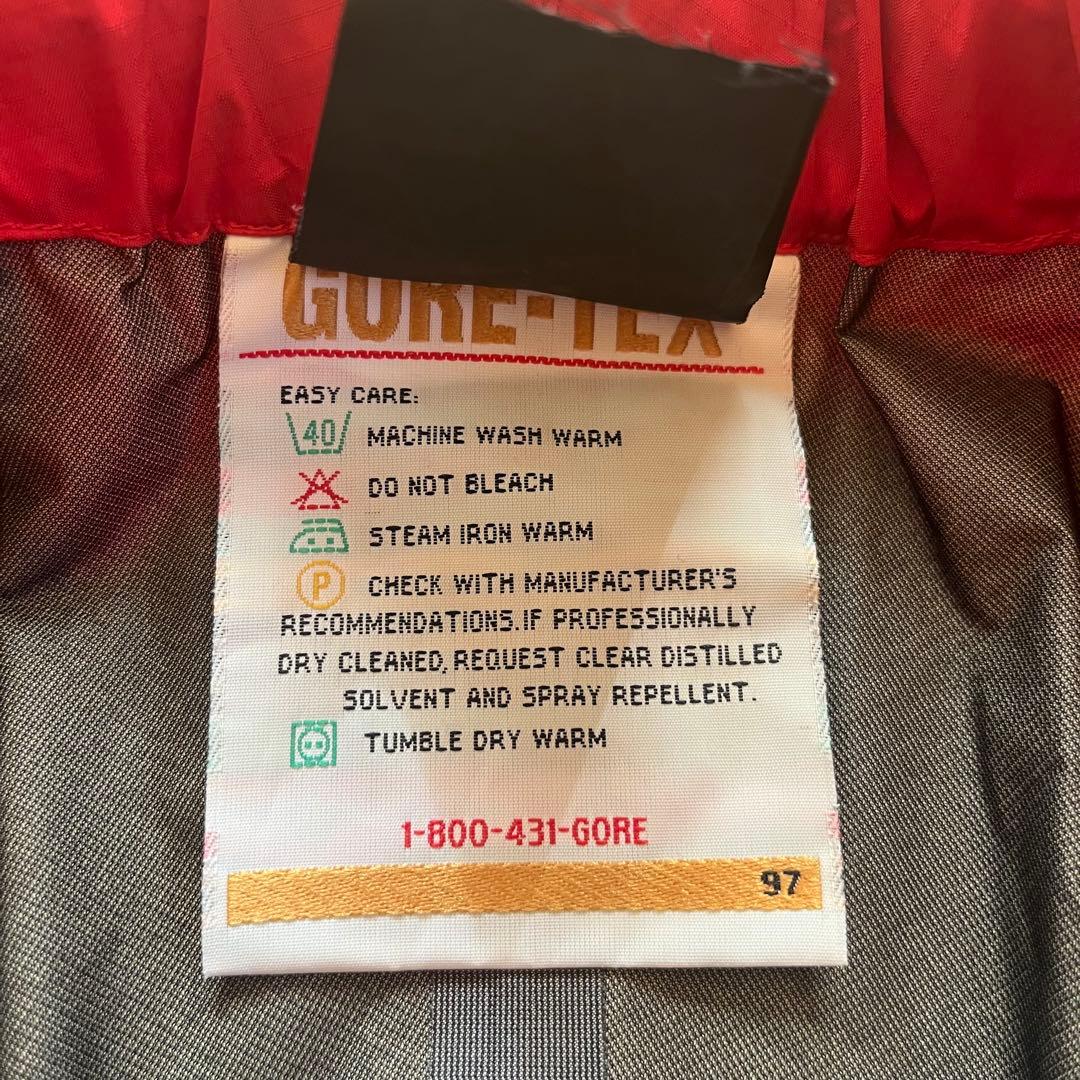 GORE-TEX
EASY CARE:
40 MACHINE WASH WARM
DO NOT BLEACH
STEAM IRON WARM
P CHECK WITH MANUFACTURER'S
RECOMMENDATIONS.IF PROFESSIONALLY
DRY CLEANED, REQUEST CLEAR DISTILLED
SOLVENT AND SPRAY REPELLENT.
TUMBLE DRY WARM
1-800-431-GORE
97